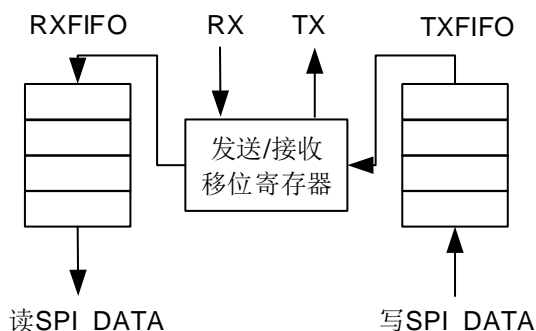 RXFIFO
RX
TX
TXFIFO
发送/接收
移位寄存器
读SPI DATA
写SPI DATA